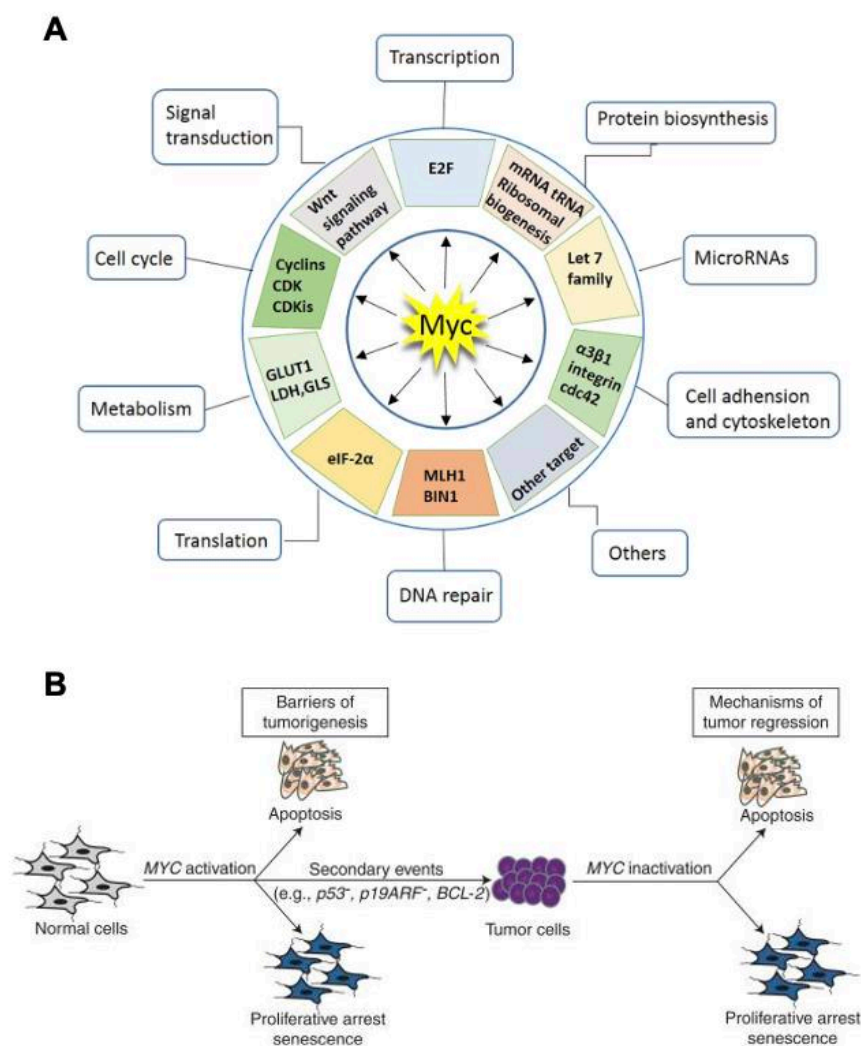 A
Transcription
Signal
transduction
Protein biosynthesis
E2F
mRNA tRNA
Ribosomal
biogenesis
Wnt
signaling
pathway
Cell cycle
Cyclins
CDK
CDKis
Let 7
family
MicroRNAs
Myc
GLUT1
LDH,GLS
α3β1
integrin
cdc42
Metabolism
Cell adhension
and cytoskeleton
eIF-2α
MLH1
BIN1
Other target
Translation
Others
DNA repair
B
Barriers of
tumorigenesis
Mechanisms of
tumor regression
Apoptosis
Apoptosis
MYC activation
Secondary events
(e.g., p53⁻, p19ARF⁻, BCL-2)
MYC inactivation
Normal cells
Tumor cells
Proliferative arrest
senescence
Proliferative arrest
senescence